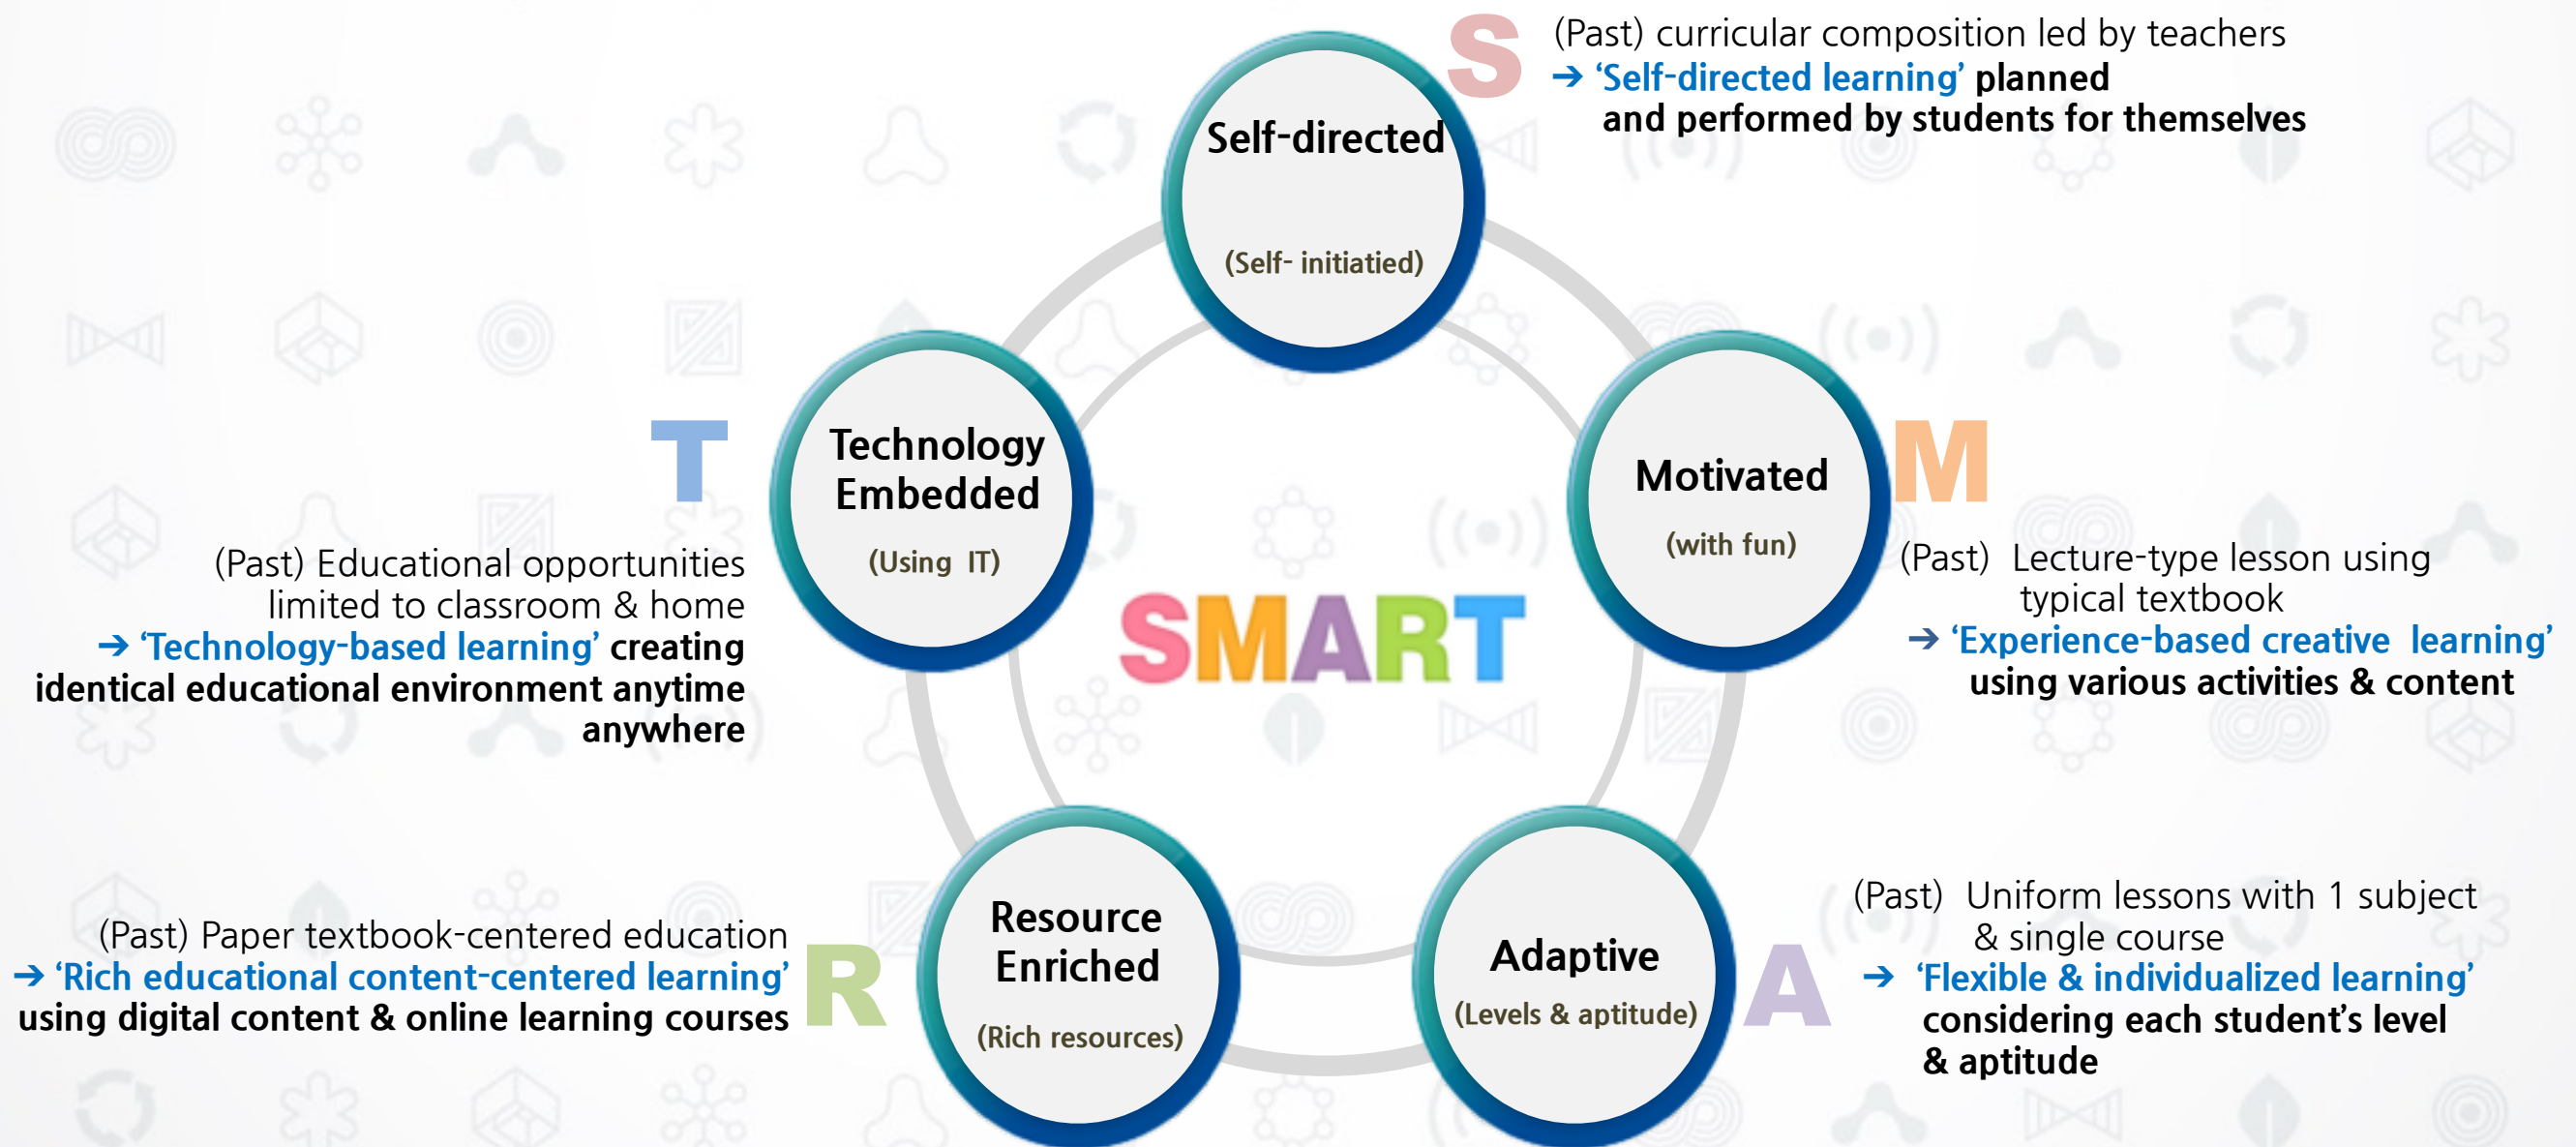 S
(Past) curricular composition led by teachers
➔ ‘Self-directed learning’ planned
and performed by students for themselves
Self-directed
(Self- initiatied)
M
Motivated
(with fun)
(Past) Lecture-type lesson using
typical textbook
➔ ‘Experience-based creative learning’
using various activities & content
A
Adaptive
(Levels & aptitude)
(Past) Uniform lessons with 1 subject
& single course
➔ ‘Flexible & individualized learning’
considering each student’s level
& aptitude
R
Resource
Enriched
(Rich resources)
(Past) Paper textbook-centered education
➔ ‘Rich educational content-centered learning’
using digital content & online learning courses
T
Technology
Embedded
(Using IT)
(Past) Educational opportunities
limited to classroom & home
➔ ‘Technology-based learning’ creating
identical educational environment anytime
anywhere
SMART